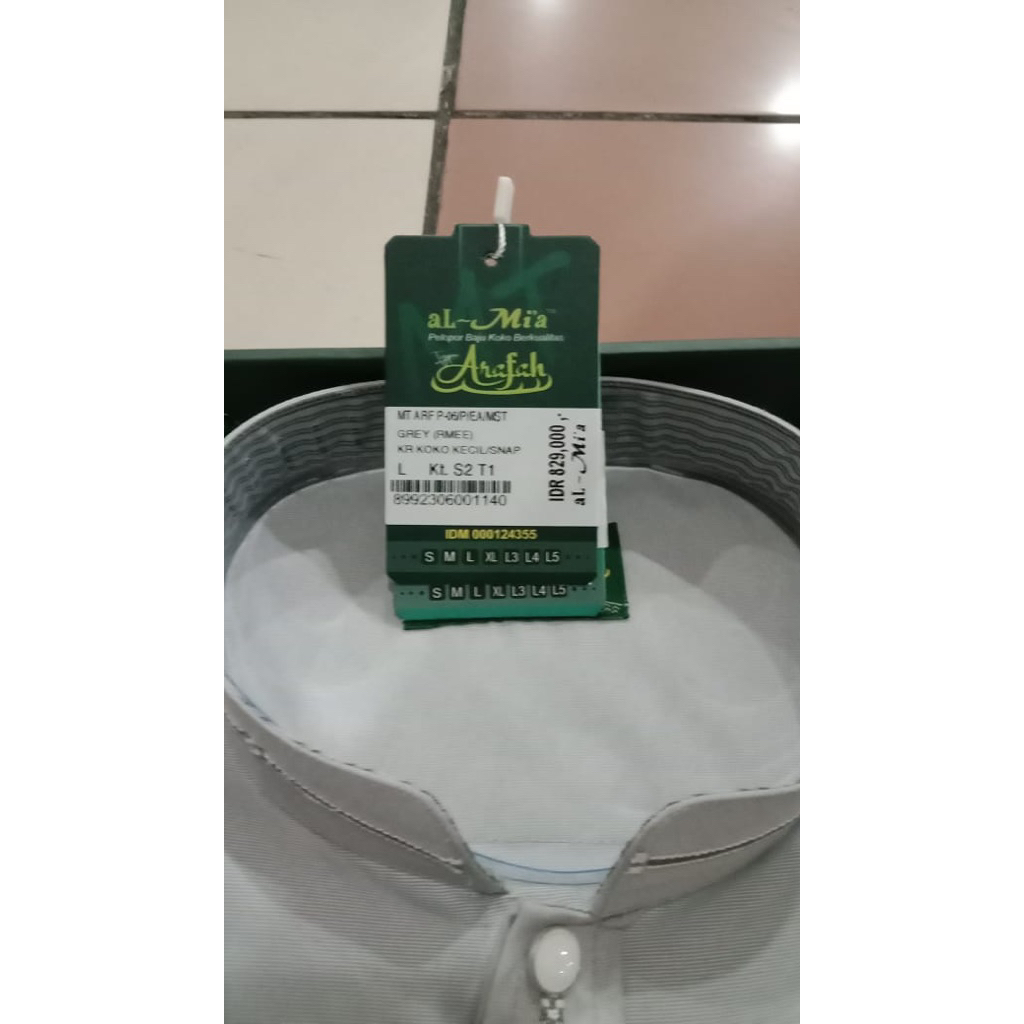 aL~Mi'a
Pelopor Baju Koko Berkualitas
Arafah
MT ARF P-06/P/EA/MST
GREY (RMEE)
KR KOKO KECIL/SNAP
L Kt. S2 T1
8992306001140
IDR 829,000,-
aL~Mi'a
IDM 000124355
S M L XL L3 L4 L5
S M L XL L3 L4 L5